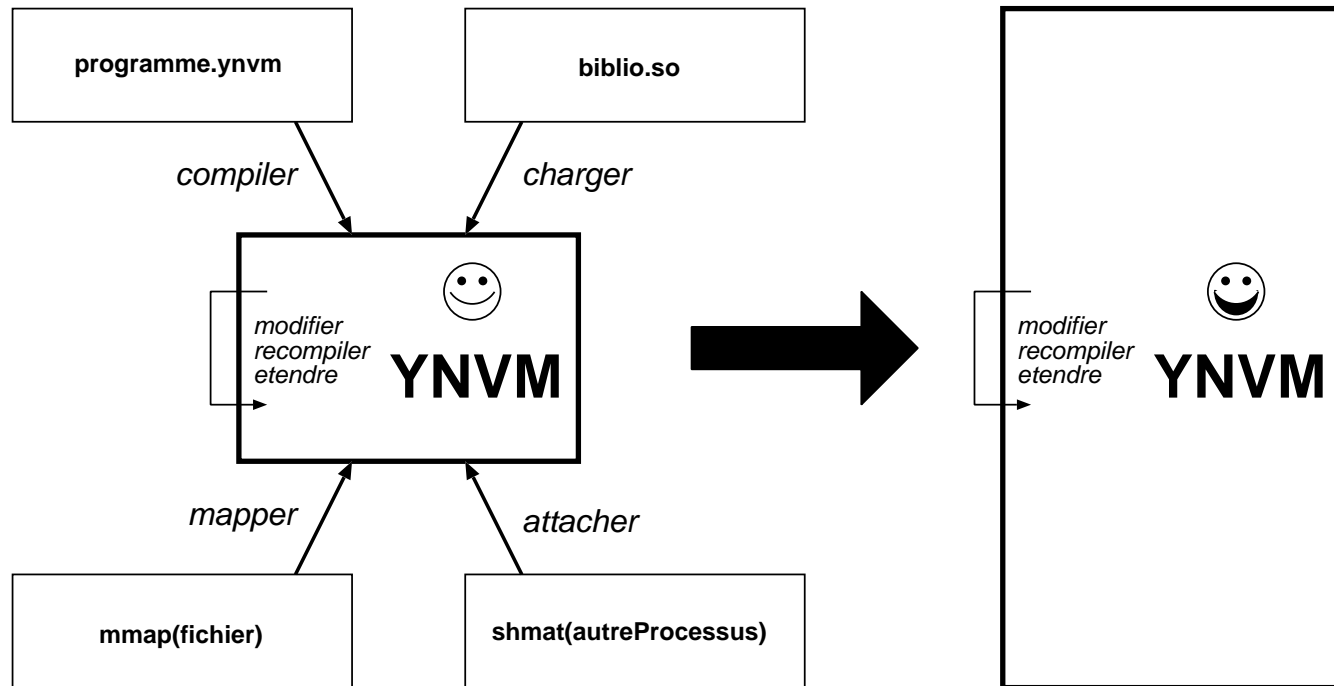 programme.ynvm
biblio.so
compiler
charger
modifier
recompiler
etendre
YNVM
modifier
recompiler
etendre
YNVM
mapper
attacher
mmap(fichier)
shmat(autreProcessus)